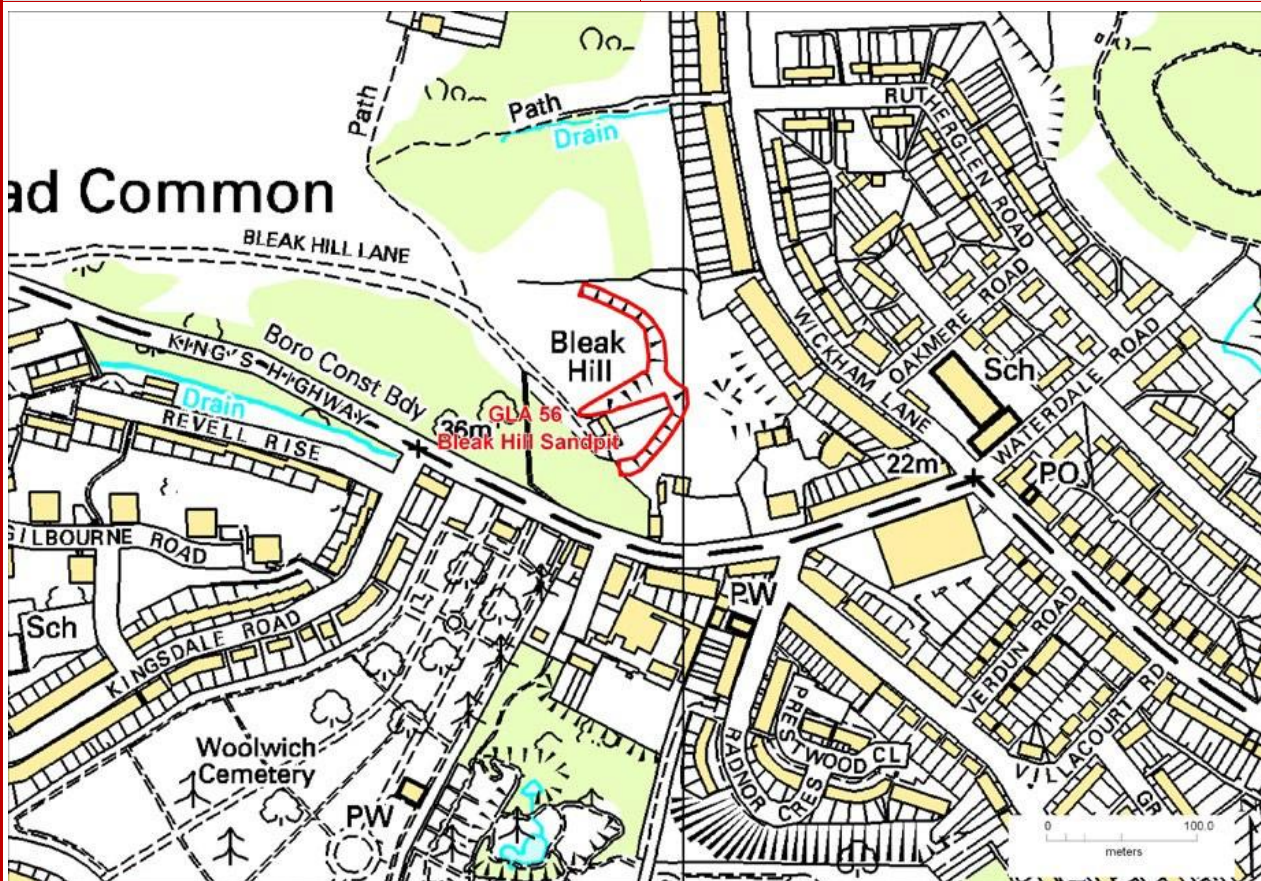 Path
Path
Drain
RUTHERGLEN ROAD
ad Common
BLEAK HILL LANE
OAKMERE ROAD
WICKHAM LANE
WATERDALE ROAD
Bleak
Hill
Sch
KING'S HIGHWAY
Boro Const Bdy
Drain
REVELL RISE
36m
GLA 56
Bleak Hill Sandpit
22m
PO
GILBOURNE ROAD
Sch
KINGSDALE ROAD
PW
VERDUN ROAD
VILLACOURT RD
PRESTWOOD CL
RADNOR CRES
GR
Woolwich
Cemetery
PW
0 100.0
meters